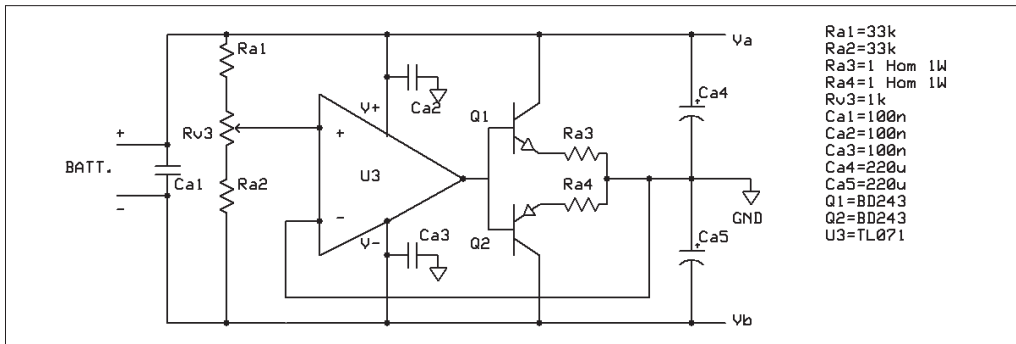 Ra1
Va
V+
Ca2
Q1
Ca4
Rv3
+
+
Ra3
BATT.
U3
Ca1
Ra2
Ra4
-
-
GND
V-
Q2
Ca3
Ca5
Vb
Ra1=33k
Ra2=33k
Ra3=1 Hom 1W
Ra4=1 Hom 1W
Rv3=1k
Ca1=100n
Ca2=100n
Ca3=100n
Ca4=220u
Ca5=220u
Q1=BD243
Q2=BD243
U3=TL071